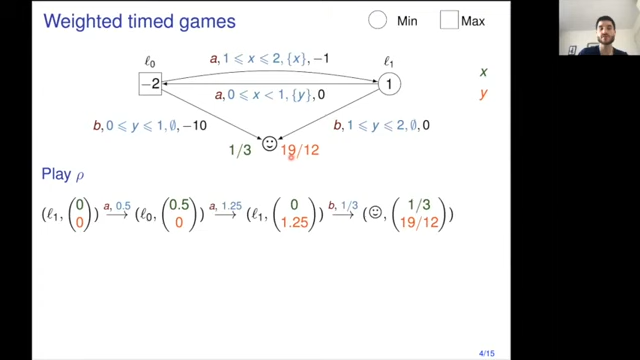 Weighted timed games
Min
Max
ℓ₀
ℓ₁
a, 1 ⩽ x ⩽ 2, {x}, −1
−2
1
a, 0 ⩽ x < 1, {y}, 0
x
y
b, 0 ⩽ y ⩽ 1, ∅, −10
b, 1 ⩽ y ⩽ 2, ∅, 0
1/3
19/12
Play ρ
(ℓ₁, (0 0)) a, 0.5 → (ℓ₀, (0.5 0)) a, 1.25 → (ℓ₁, (0 1.25)) b, 1/3 → (☺, (1/3 19/12))
4/15